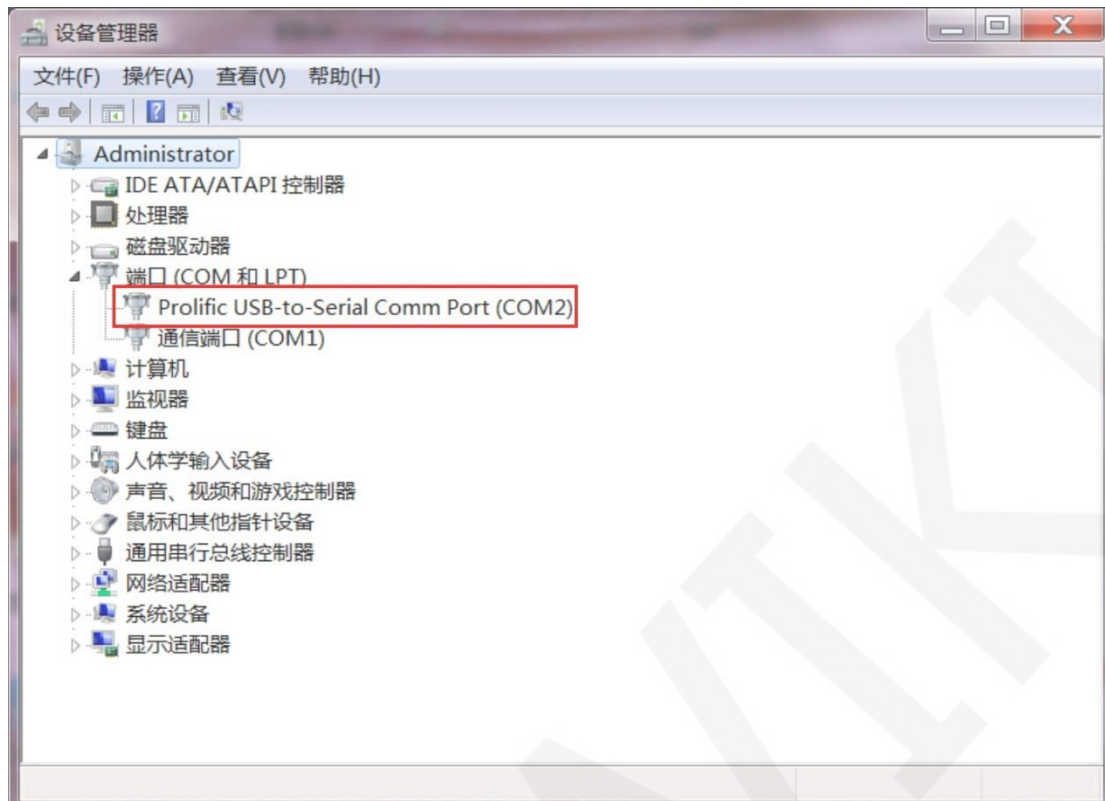 设备管理器
文件(F) 操作(A) 查看(V) 帮助(H)
Administrator
IDE ATA/ATAPI 控制器
处理器
磁盘驱动器
端口 (COM 和 LPT)
Prolific USB-to-Serial Comm Port (COM2)
通信端口 (COM1)
计算机
监视器
键盘
人体学输入设备
声音、视频和游戏控制器
鼠标和其他指针设备
通用串行总线控制器
网络适配器
系统设备
显示适配器